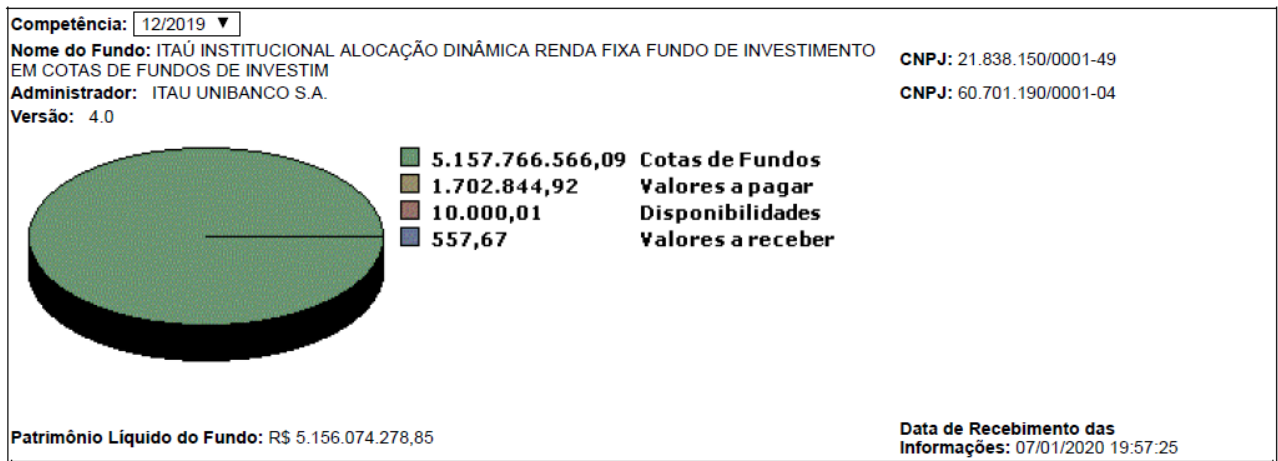 Competência: 12/2019 ▼
Nome do Fundo: ITAÚ INSTITUCIONAL ALOCAÇÃO DINÂMICA RENDA FIXA FUNDO DE INVESTIMENTO
EM COTAS DE FUNDOS DE INVESTIM
CNPJ: 21.838.150/0001-49
Administrador: ITAU UNIBANCO S.A.
CNPJ: 60.701.190/0001-04
Versão: 4.0
5.157.766.566,09 Cotas de Fundos
1.702.844,92 Valores a pagar
10.000,01 Disponibilidades
557,67 Valores a receber
Patrimônio Líquido do Fundo: R$ 5.156.074.278,85
Data de Recebimento das
Informações: 07/01/2020 19:57:25